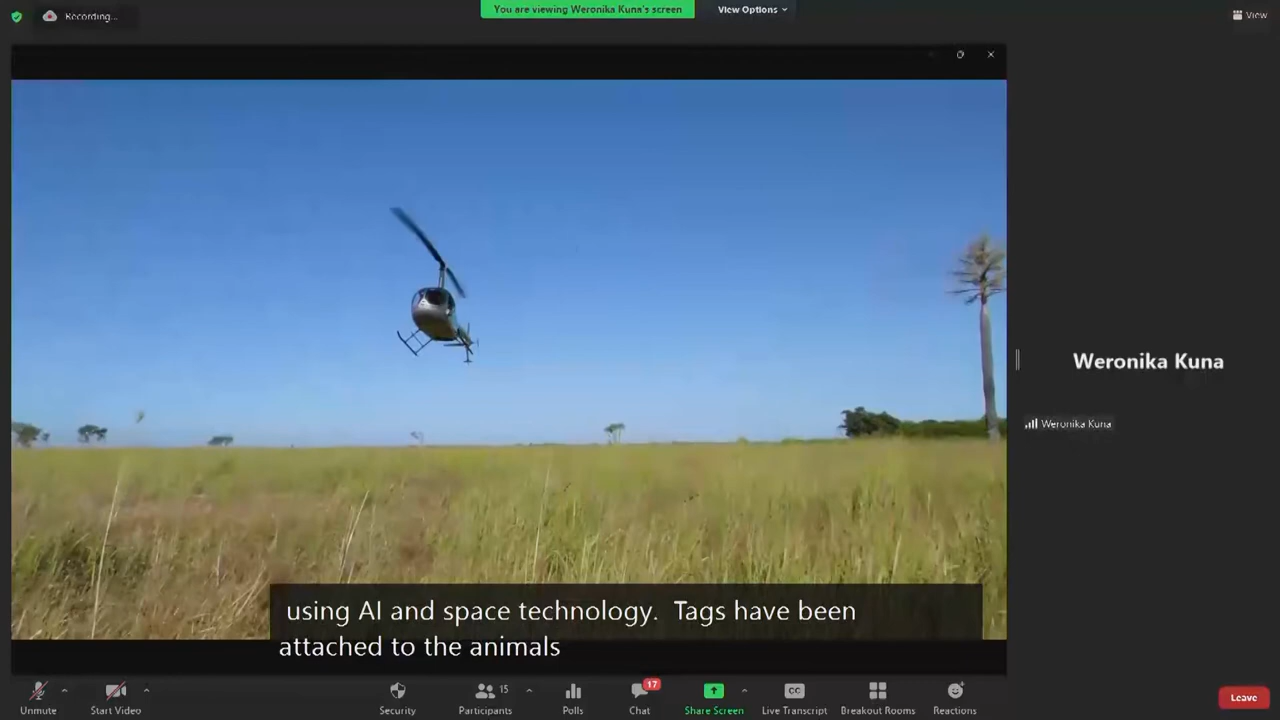 Recording...
You are viewing Weronika Kuna's screen
View Options
View
using AI and space technology. Tags have been
attached to the animals
Weronika Kuna
Weronika Kuna
Unmute
Start Video
Security
15
Participants
Polls
17
Chat
Share Screen
CC
Live Transcript
Breakout Rooms
Reactions
Leave